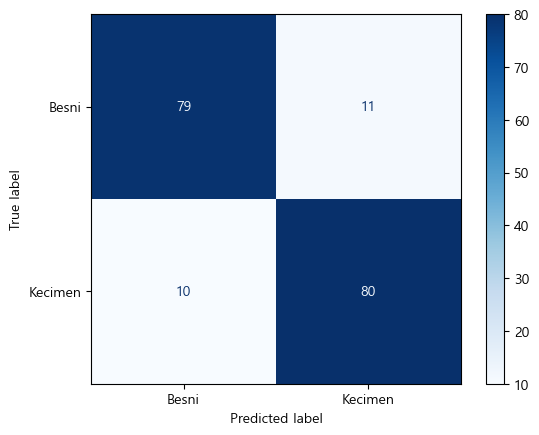 80
70
60
50
40
30
20
10
True label
Besni
79
11
Kecimen
10
80
Besni
Kecimen
Predicted label